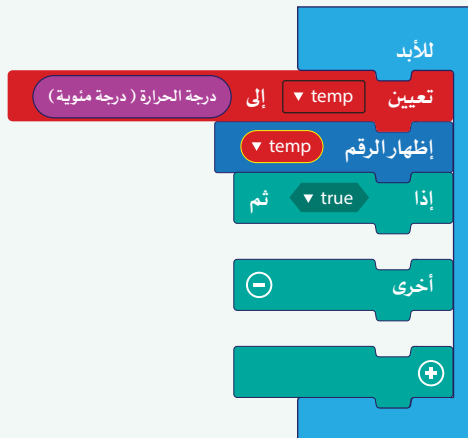 للأبد
تعيين temp إلى درجة الحرارة ( درجة مئوية )
إظهار الرقم temp
إذا true ثم
أخرى